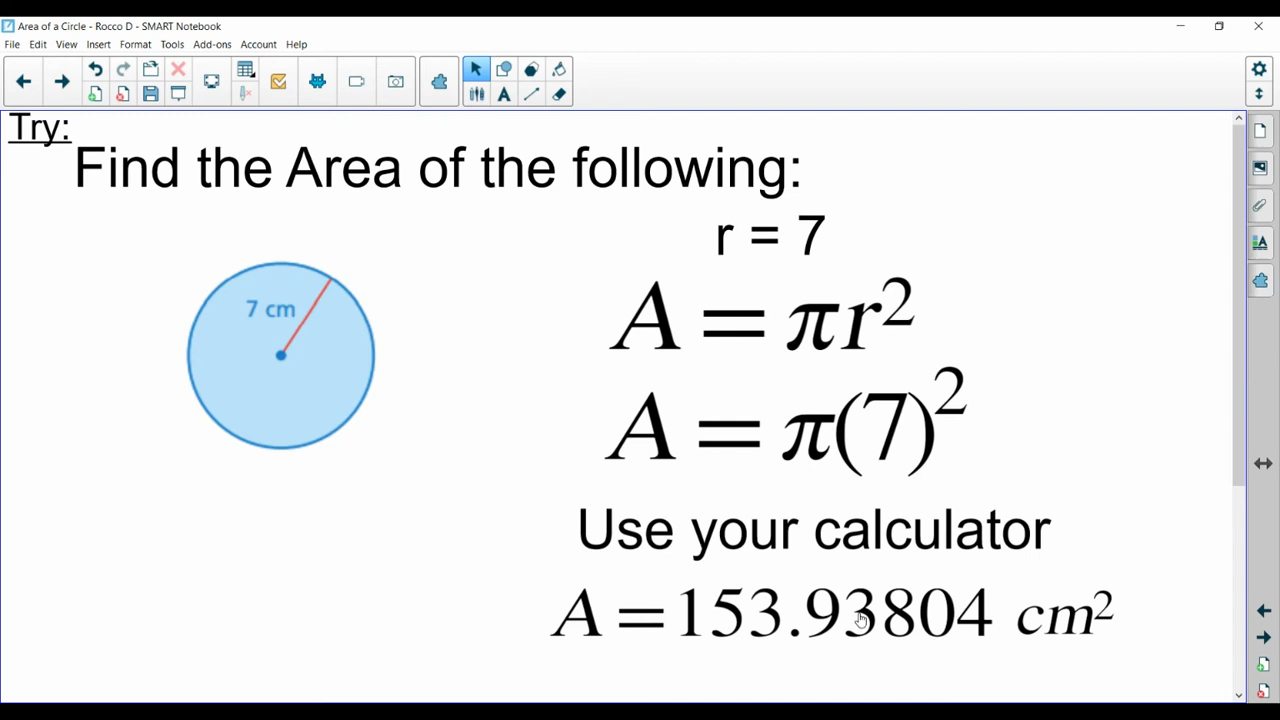 Area of a Circle - Rocco D - SMART Notebook
File Edit View Insert Format Tools Add-ons Account Help
Try:
Find the Area of the following:
r = 7
7 cm
A = πr²
A = π(7)²
Use your calculator
A = 153.93804 cm²